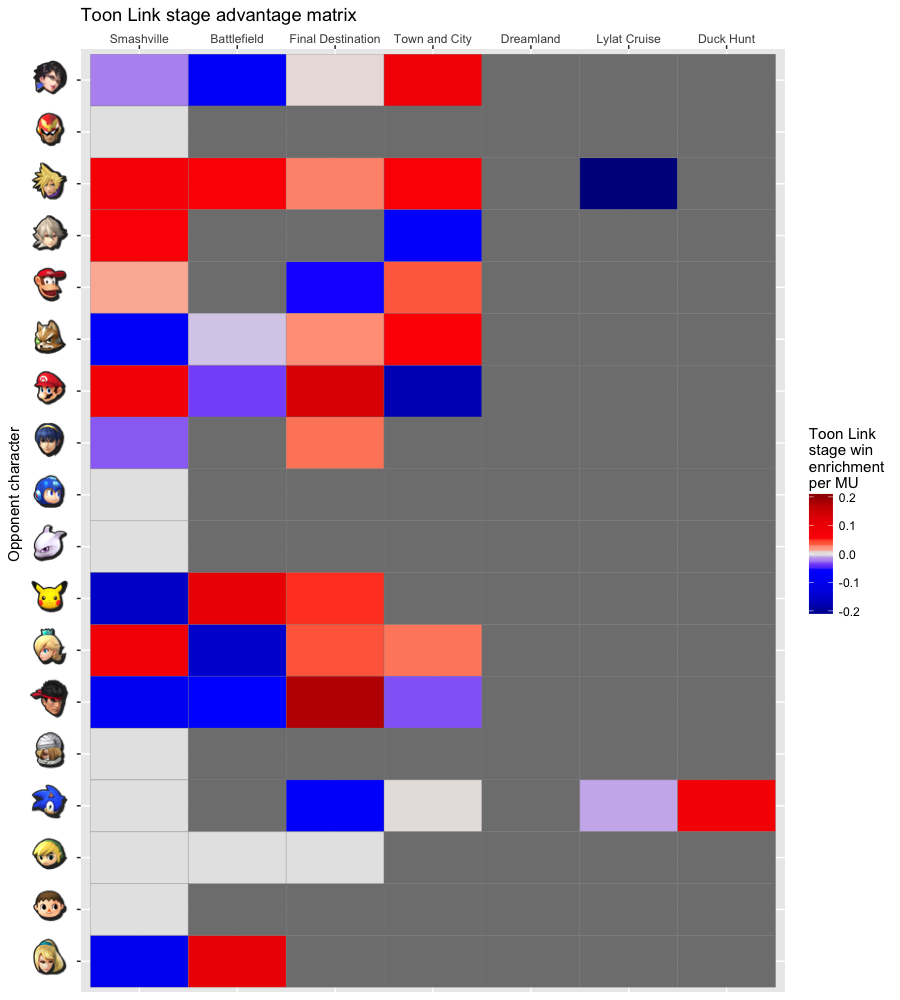 Toon Link stage advantage matrix
Smashville Battlefield Final Destination Town and City Dreamland Lylat Cruise Duck Hunt
Opponent character
Toon Link
stage win
enrichment
per MU
0.2
0.1
0.0
-0.1
-0.2